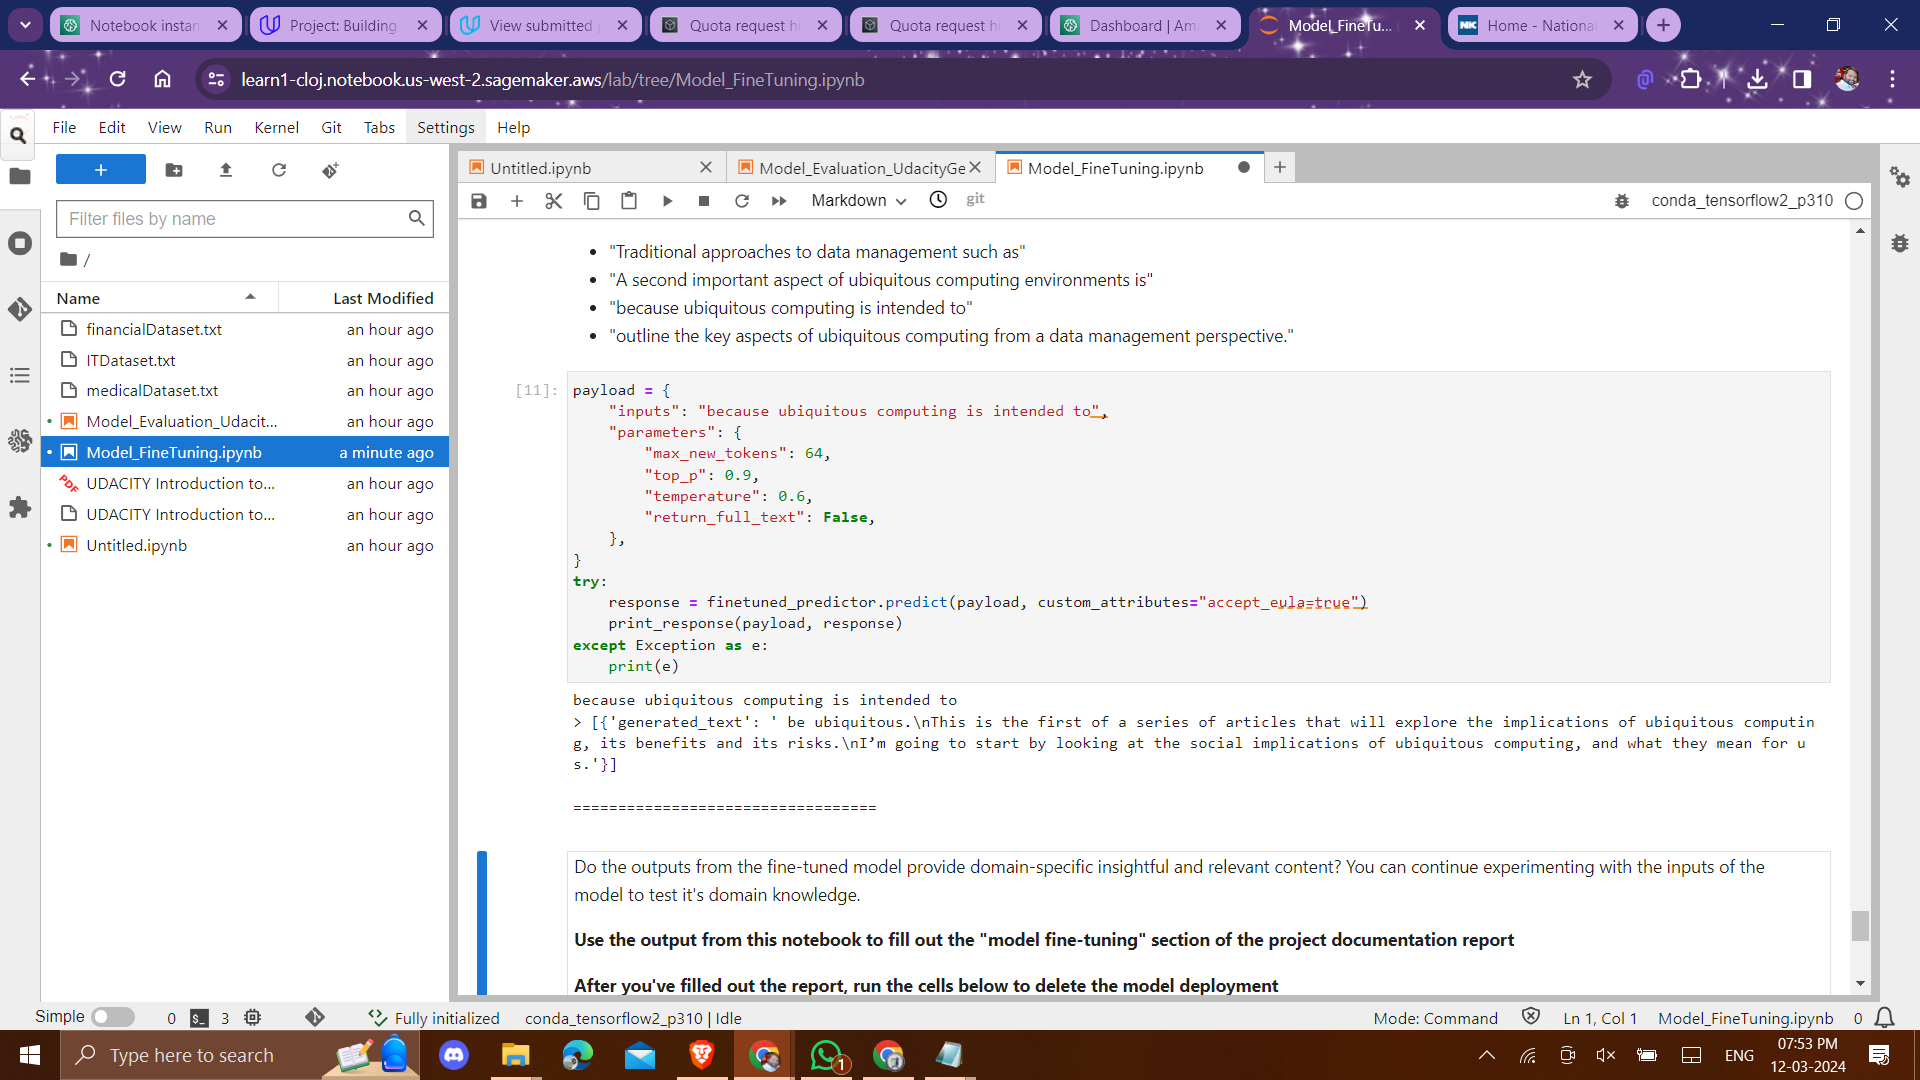 Notebook instan
Project: Building
View submitted
Quota request hi
Quota request hi
Dashboard | Ama
Model_FineTu...
Home - National
learn1-cloj.notebook.us-west-2.sagemaker.aws/lab/tree/Model_FineTuning.ipynb
File Edit View Run Kernel Git Tabs Settings Help
Filter files by name
/
Name Last Modified
financialDataset.txt an hour ago
ITDataset.txt an hour ago
medicalDataset.txt an hour ago
Model_Evaluation_Udacit... an hour ago
Model_FineTuning.ipynb a minute ago
UDACITY Introduction to... an hour ago
UDACITY Introduction to... an hour ago
Untitled.ipynb an hour ago
Untitled.ipynb
Model_Evaluation_UdacityGe
Model_FineTuning.ipynb
Markdown
git
conda_tensorflow2_p310
• "Traditional approaches to data management such as"
• "A second important aspect of ubiquitous computing environments is"
• "because ubiquitous computing is intended to"
• "outline the key aspects of ubiquitous computing from a data management perspective."
[11]:
payload = {
"inputs": "because ubiquitous computing is intended to",
"parameters": {
"max_new_tokens": 64,
"top_p": 0.9,
"temperature": 0.6,
"return_full_text": False,
},
}
try:
response = finetuned_predictor.predict(payload, custom_attributes="accept_eula=true")
print_response(payload, response)
except Exception as e:
print(e)
because ubiquitous computing is intended to
> [{'generated_text': ' be ubiquitous.\nThis is the first of a series of articles that will explore the implications of ubiquitous computin
g, its benefits and its risks.\nI’m going to start by looking at the social implications of ubiquitous computing, and what they mean for u
s.'}]
==================================
Do the outputs from the fine-tuned model provide domain-specific insightful and relevant content? You can continue experimenting with the inputs of the
model to test it's domain knowledge.
Use the output from this notebook to fill out the "model fine-tuning" section of the project documentation report
After you've filled out the report, run the cells below to delete the model deployment
Simple 0 3 Fully initialized conda_tensorflow2_p310 | Idle Mode: Command Ln 1, Col 1 Model_FineTuning.ipynb 0
Type here to search
1
ENG
07:53 PM
12-03-2024